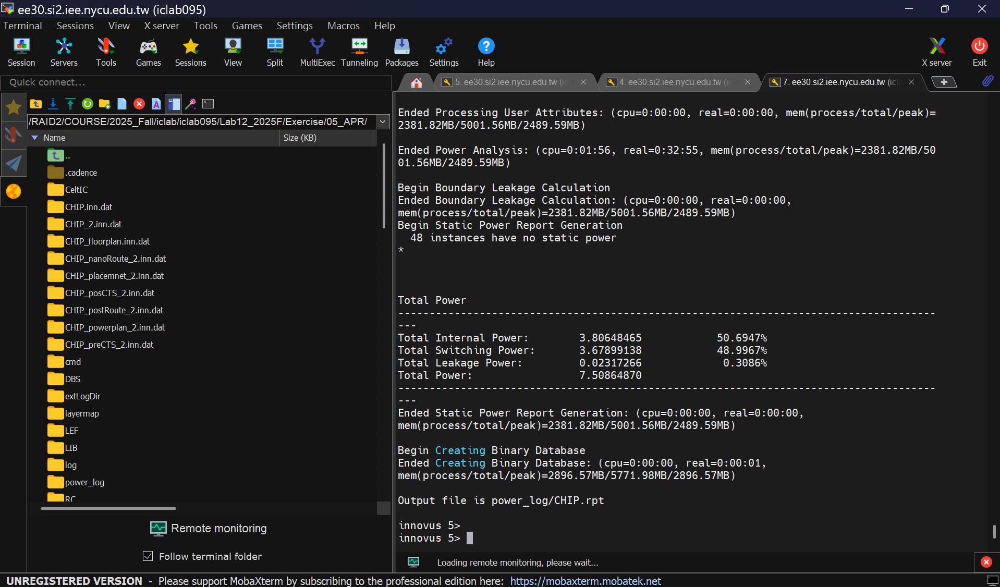 ee30.si2.iee.nycu.edu.tw (iclab095)
Terminal Sessions View X server Tools Games Settings Macros Help
Session Servers Tools Games Sessions View Split MultiExec Tunneling Packages Settings Help X server Exit
Quick connect...
5. ee30.si2.iee.nycu.edu.tw (i
4. ee30.si2.iee.nycu.edu.tw (i
7. ee30.si2.iee.nycu.edu.tw (icl
/RAID2/COURSE/2025_Fall/iclab/iclab095/Lab12_2025F/Exercise/05_APR/
Name Size (KB)
..
.cadence
CeltIC
CHIP.inn.dat
CHIP_2.inn.dat
CHIP_floorplan.inn.dat
CHIP_nanoRoute_2.inn.dat
CHIP_placemnet_2.inn.dat
CHIP_posCTS_2.inn.dat
CHIP_postRoute_2.inn.dat
CHIP_powerplan_2.inn.dat
CHIP_preCTS_2.inn.dat
cmd
DBS
extLogDir
layermap
LEF
LIB
log
power_log
RC
Remote monitoring
Follow terminal folder
Ended Processing User Attributes: (cpu=0:00:00, real=0:00:00, mem(process/total/peak)=
2381.82MB/5001.56MB/2489.59MB)
Ended Power Analysis: (cpu=0:01:56, real=0:32:55, mem(process/total/peak)=2381.82MB/50
01.56MB/2489.59MB)
Begin Boundary Leakage Calculation
Ended Boundary Leakage Calculation: (cpu=0:00:00, real=0:00:00,
mem(process/total/peak)=2381.82MB/5001.56MB/2489.59MB)
Begin Static Power Report Generation
48 instances have no static power
*
Total Power
--------------------------------------------------------------------------------------
---
Total Internal Power: 3.80648465 50.6947%
Total Switching Power: 3.67899138 48.9967%
Total Leakage Power: 0.02317266 0.3086%
Total Power: 7.50864870
--------------------------------------------------------------------------------------
---
Ended Static Power Report Generation: (cpu=0:00:00, real=0:00:00,
mem(process/total/peak)=2381.82MB/5001.56MB/2489.59MB)
Begin Creating Binary Database
Ended Creating Binary Database: (cpu=0:00:00, real=0:00:01,
mem(process/total/peak)=2896.57MB/5771.98MB/2896.57MB)
Output file is power_log/CHIP.rpt
innovus 5>
innovus 5>
Loading remote monitoring, please wait...
UNREGISTERED VERSION - Please support MobaXterm by subscribing to the professional edition here: https://mobaxterm.mobatek.net